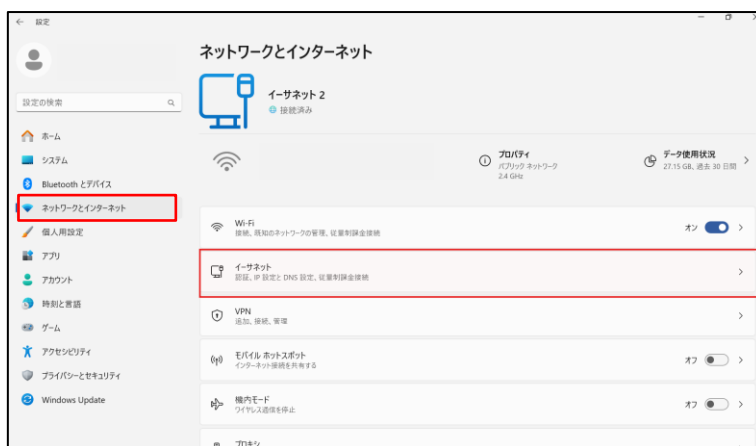 設定
ネットワークとインターネット
イーサネット 2
接続済み
設定の検索
プロパティ
パブリック ネットワーク
2.4 GHz
データ使用状況
27.15 GB、過去 30 日間
ホーム
システム
Bluetooth とデバイス
ネットワークとインターネット
個人用設定
アプリ
アカウント
時刻と言語
ゲーム
アクセシビリティ
プライバシーとセキュリティ
Windows Update
Wi-Fi
接続、既知のネットワークの管理、従量制課金接続
オン
イーサネット
認証、IP 設定と DNS 設定、従量制課金接続
VPN
追加、接続、管理
モバイル ホットスポット
インターネット接続を共有する
オフ
機内モード
ワイヤレス通信を停止
オフ
プロキシ